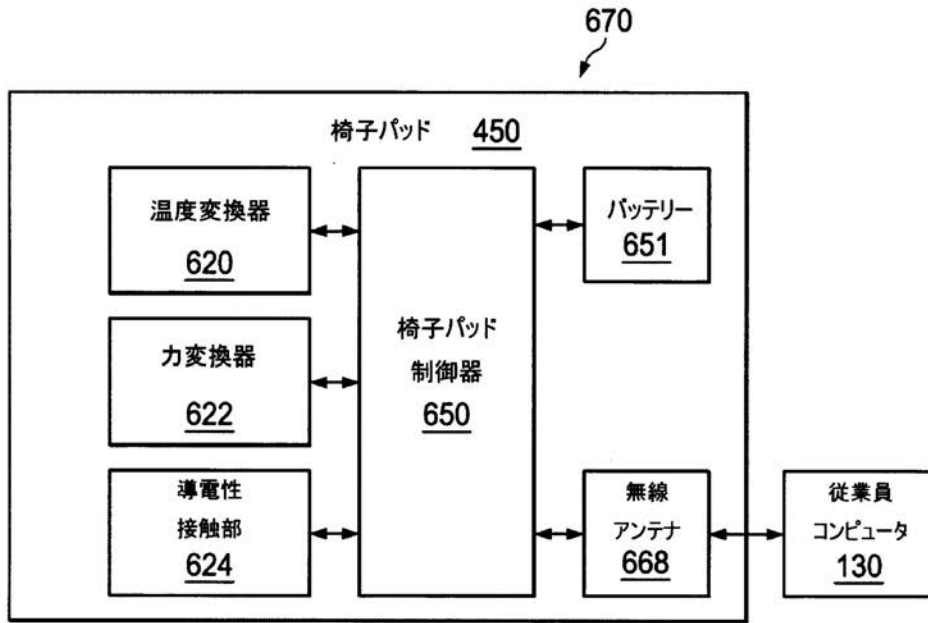 670
椅子パッド 450
温度変換器
620
力変換器
622
導電性
接触部
624
椅子パッド
制御器
650
バッテリー
651
無線
アンテナ
668
従業員
コンピュータ
130